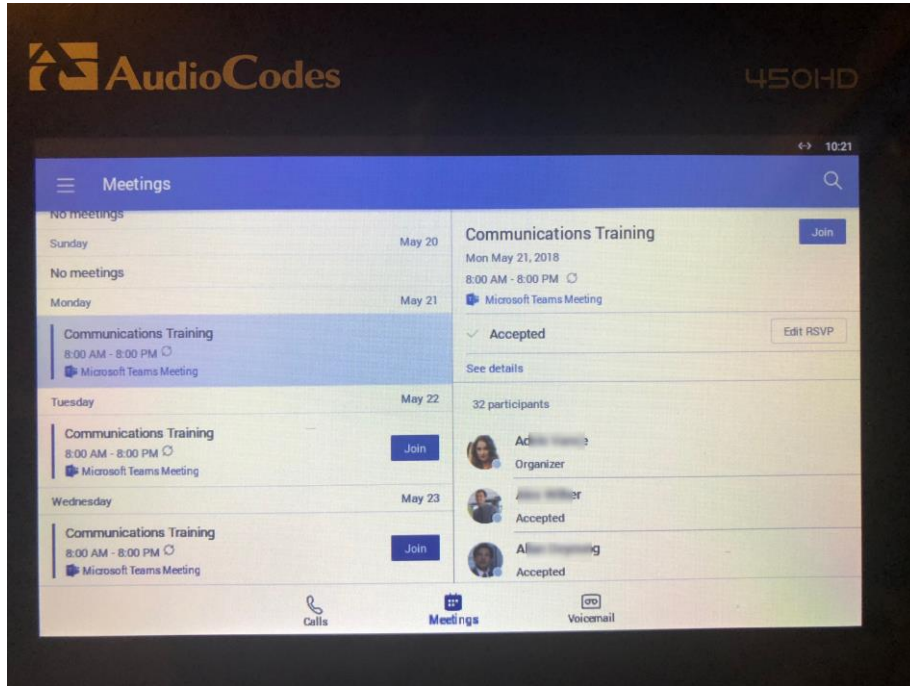 AudioCodes
450HD
10:21
Meetings
No meetings
Sunday May 20
No meetings
Monday May 21
Communications Training
8:00 AM - 8:00 PM
Microsoft Teams Meeting
Tuesday May 22
Communications Training
8:00 AM - 8:00 PM
Join
Microsoft Teams Meeting
Wednesday May 23
Communications Training
8:00 AM - 8:00 PM
Join
Microsoft Teams Meeting
Communications Training
Join
Mon May 21, 2018
8:00 AM - 8:00 PM
Microsoft Teams Meeting
Accepted
Edit RSVP
See details
32 participants
Organizer
Accepted
Accepted
Calls
Meetings
Voicemail